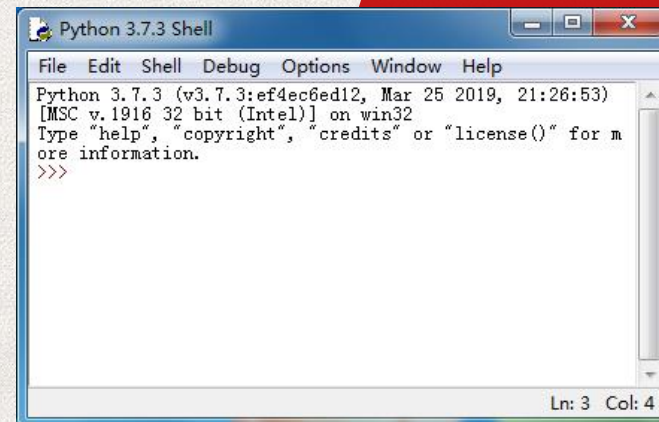 Python 3.7.3 Shell
File Edit Shell Debug Options Window Help
Python 3.7.3 (v3.7.3:ef4ec6ed12, Mar 25 2019, 21:26:53)
[MSC v.1916 32 bit (Intel)] on win32
Type "help", "copyright", "credits" or "license()" for m
ore information.
>>>
Ln: 3 Col: 4